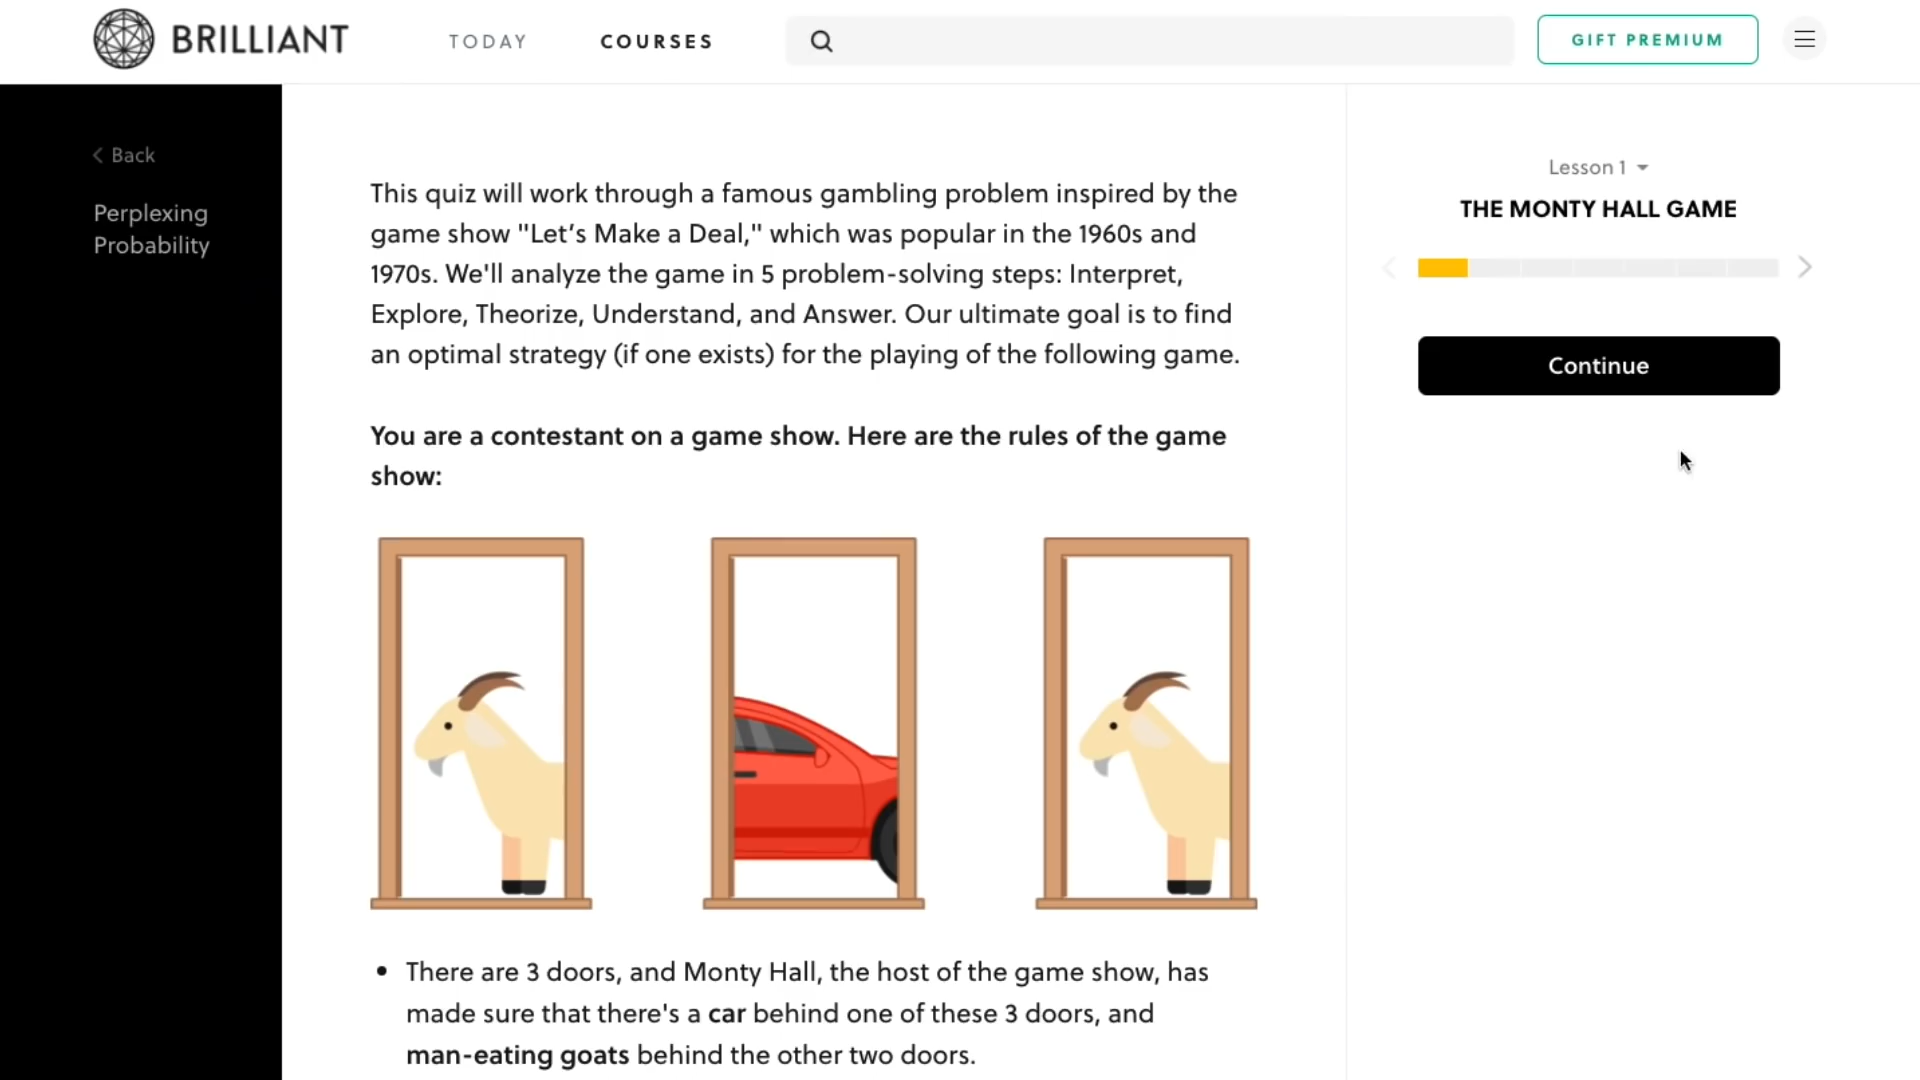 BRILLIANT
TODAY
COURSES
GIFT PREMIUM
Back
Perplexing
Probability
This quiz will work through a famous gambling problem inspired by the
game show "Let’s Make a Deal," which was popular in the 1960s and
1970s. We'll analyze the game in 5 problem-solving steps: Interpret,
Explore, Theorize, Understand, and Answer. Our ultimate goal is to find
an optimal strategy (if one exists) for the playing of the following game.
You are a contestant on a game show. Here are the rules of the game
show:
There are 3 doors, and Monty Hall, the host of the game show, has
made sure that there's a car behind one of these 3 doors, and
man-eating goats behind the other two doors.
Lesson 1
THE MONTY HALL GAME
Continue